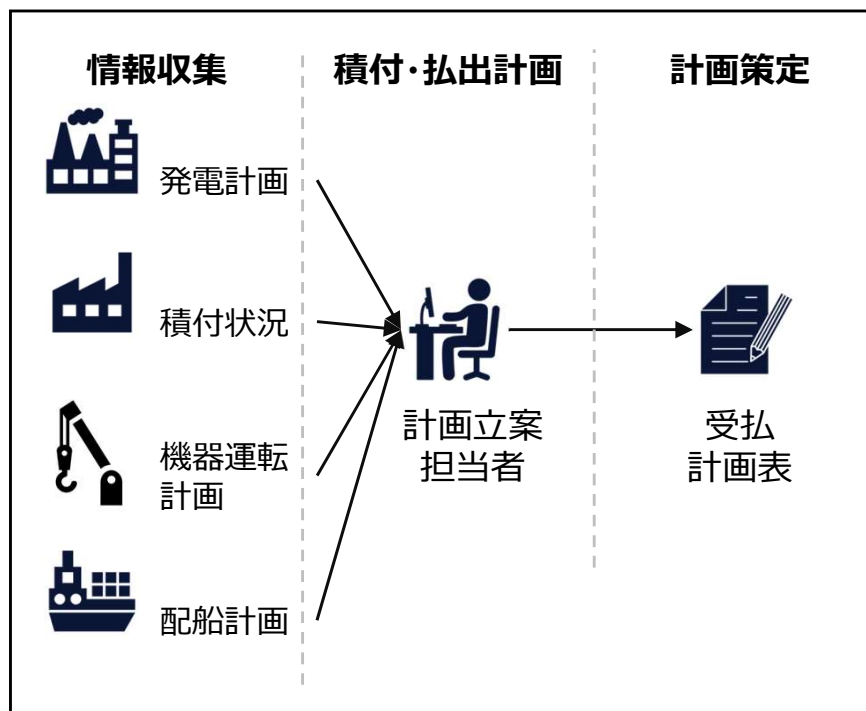 情報収集
積付・払出計画
計画策定
発電計画
積付状況
機器運転
計画
配船計画
計画立案
担当者
受払
計画表